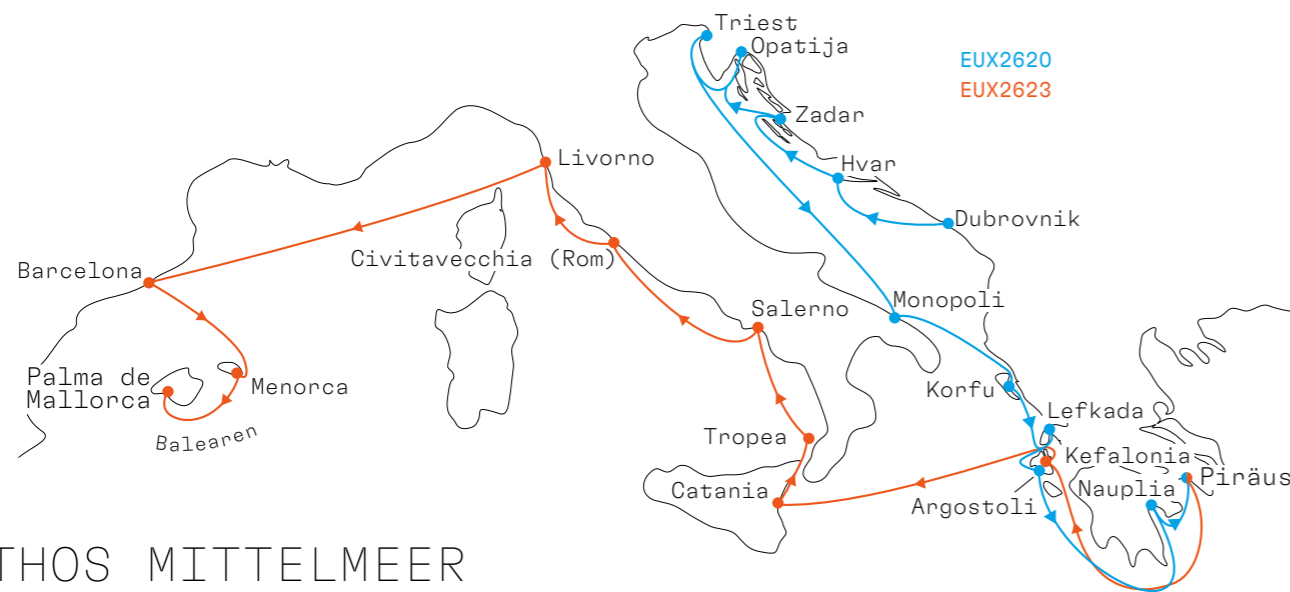 Triest
Opatija
EUX2620
EUX2623
Zadar
Livorno
Hvar
Dubrovnik
Civitavecchia (Rom)
Barcelona
Monopoli
Salerno
Palma de
Mallorca
Menorca
Korfu
Lefkada
Balearen
Tropea
Kefalonia
Piräus
Catania
Nauplia
Argostoli
THOS MITTELMEER